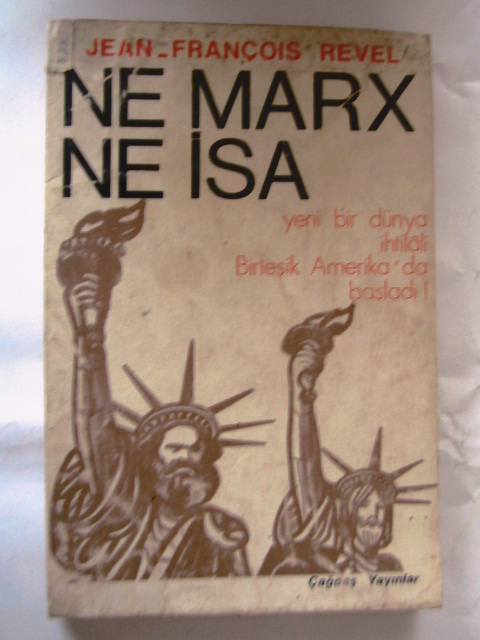 JEAN-FRANÇOIS REVEL
NE MARX
NE İSA
yeni bir dünya
ihtilâli
Birleşik Amerika'da
başladı!
Çağdaş Yayınlar